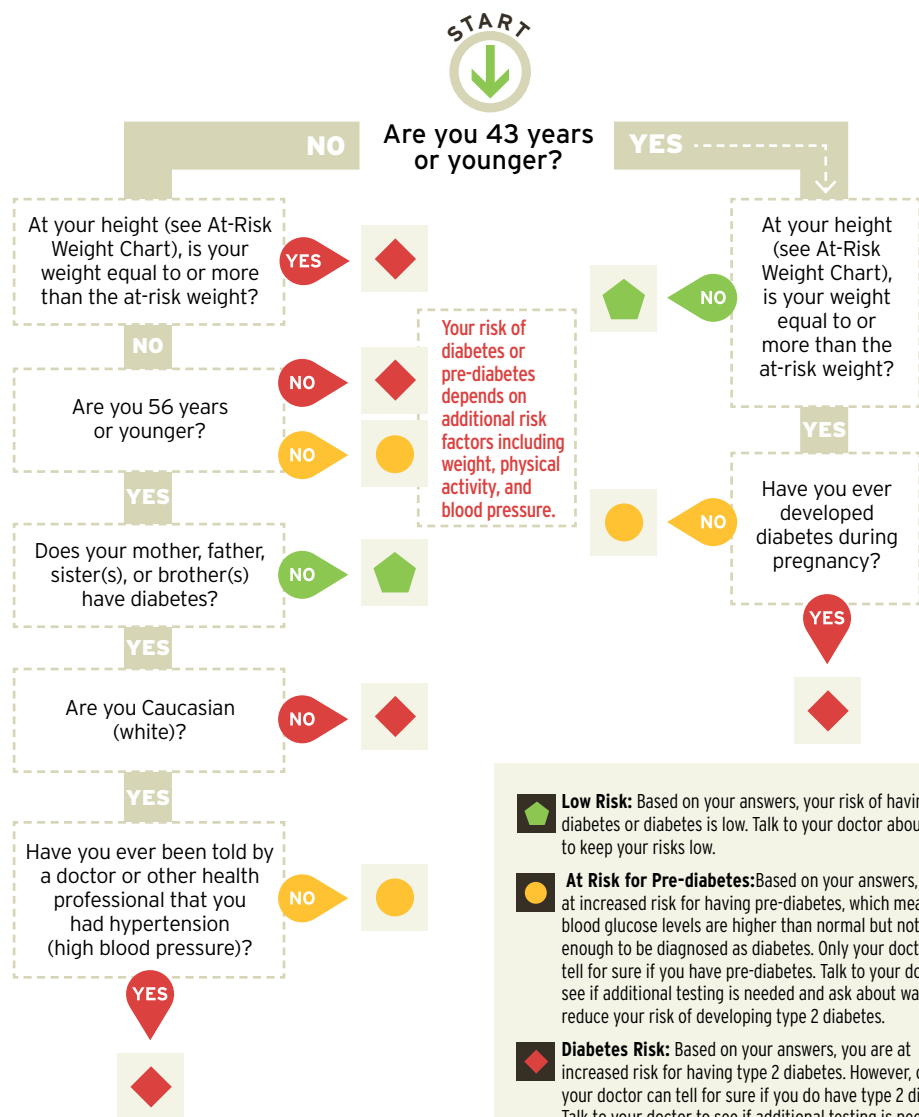 START
Are you 43 years
or younger?
NO
YES
At your height (see At-Risk
Weight Chart), is your
weight equal to or more
than the at-risk weight?
YES
NO
Are you 56 years
or younger?
NO
NO
YES
Your risk of
diabetes or
pre-diabetes
depends on
additional risk
factors including
weight, physical
activity, and
blood pressure.
Does your mother, father,
sister(s), or brother(s)
have diabetes?
NO
YES
Are you Caucasian
(white)?
NO
YES
Have you ever been told by
a doctor or other health
professional that you
had hypertension
(high blood pressure)?
NO
YES
At your height
(see At-Risk
Weight Chart),
is your weight
equal to or
more than the
at-risk weight?
NO
YES
Have you ever
developed
diabetes during
pregnancy?
NO
YES
Low Risk: Based on your answers, your risk of
diabetes or diabetes is low. Talk to your doctor
to keep your risks low.
At Risk for Pre-diabetes:Based on your answers,
at increased risk for having pre-diabetes, which
blood glucose levels are higher than normal but not
enough to be diagnosed as diabetes. Only your
tell for sure if you have pre-diabetes. Talk to your
see if additional testing is needed and ask about
reduce your risk of developing type 2 diabetes.
Diabetes Risk: Based on your answers, you are at
increased risk for having type 2 diabetes. However,
your doctor can tell for sure if you do have type 2
Talk to your doctor to see if additional testing is